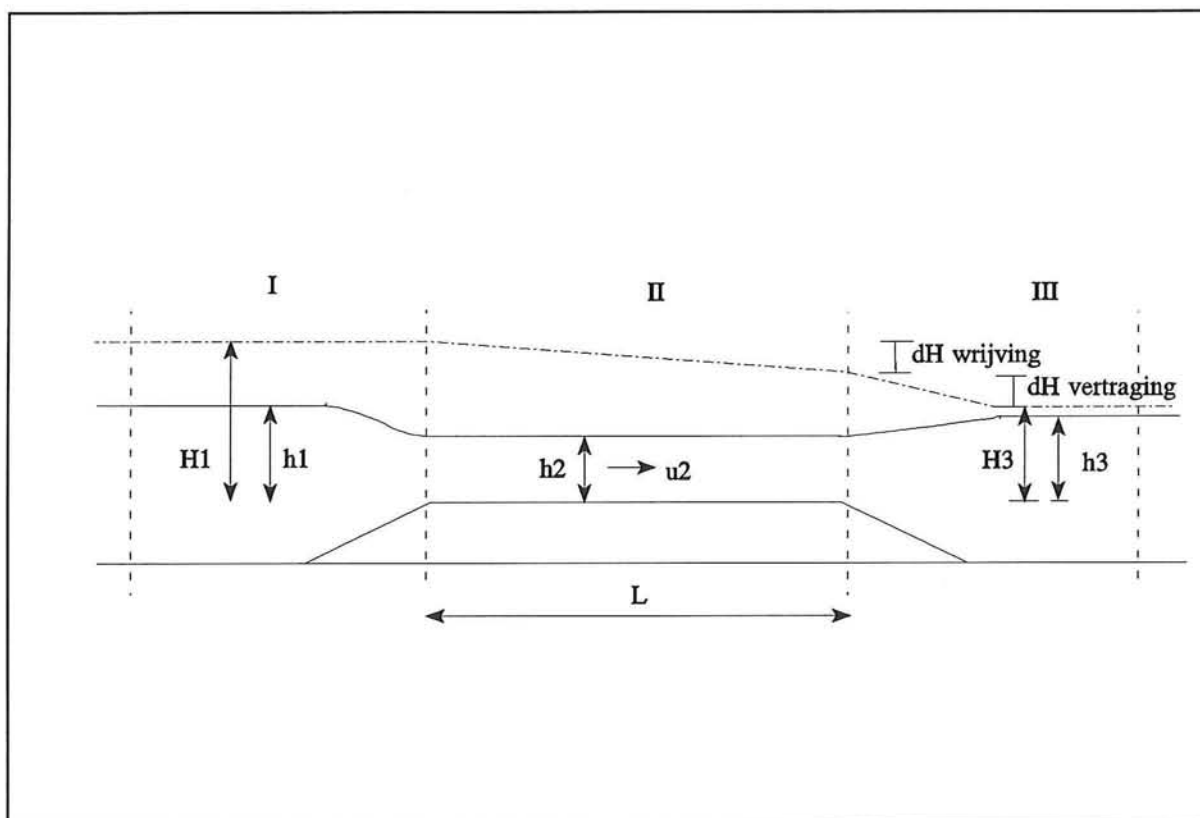 I
II
III
dH wrijving
dH vertraging
H1
h1
h2
u2
H3
h3
L